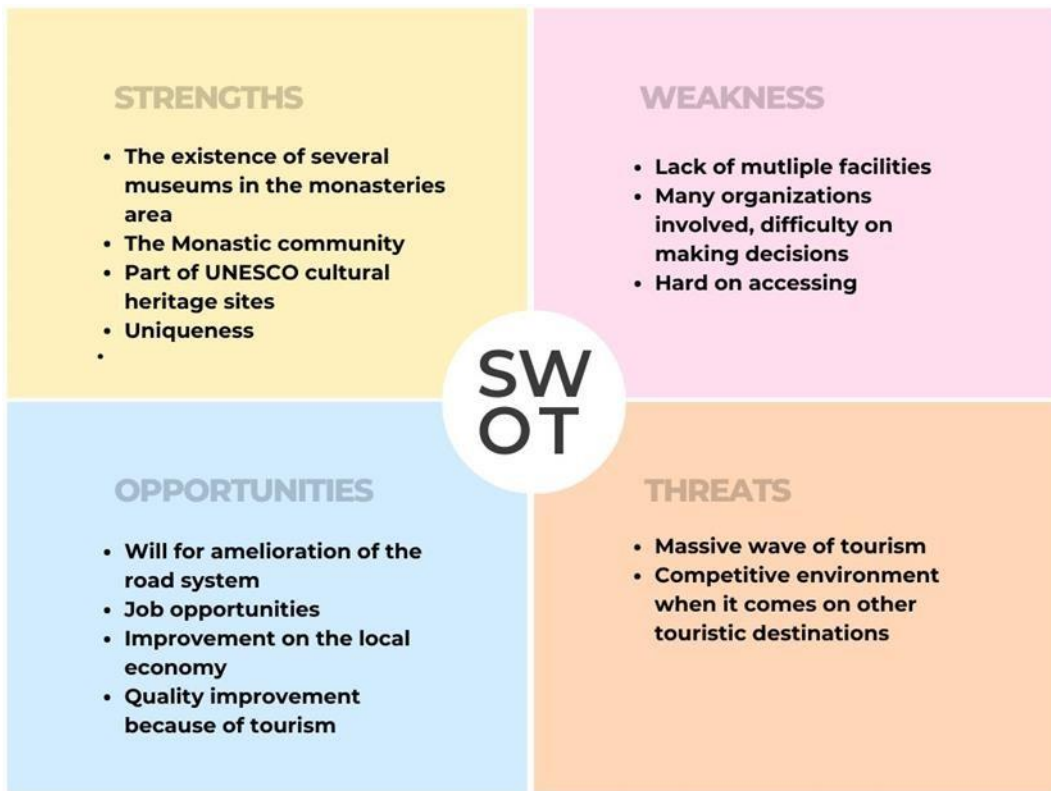 STRENGTHS
• The existence of several
museums in the monasteries
area
• The Monastic community
• Part of UNESCO cultural
heritage sites
• Uniqueness
•
WEAKNESS
• Lack of mutliple facilities
• Many organizations
involved, difficulty on
making decisions
• Hard on accessing
SW
OT
OPPORTUNITIES
• Will for amelioration of the
road system
• Job opportunities
• Improvement on the local
economy
• Quality improvement
because of tourism
THREATS
• Massive wave of tourism
• Competitive environment
when it comes on other
touristic destinations